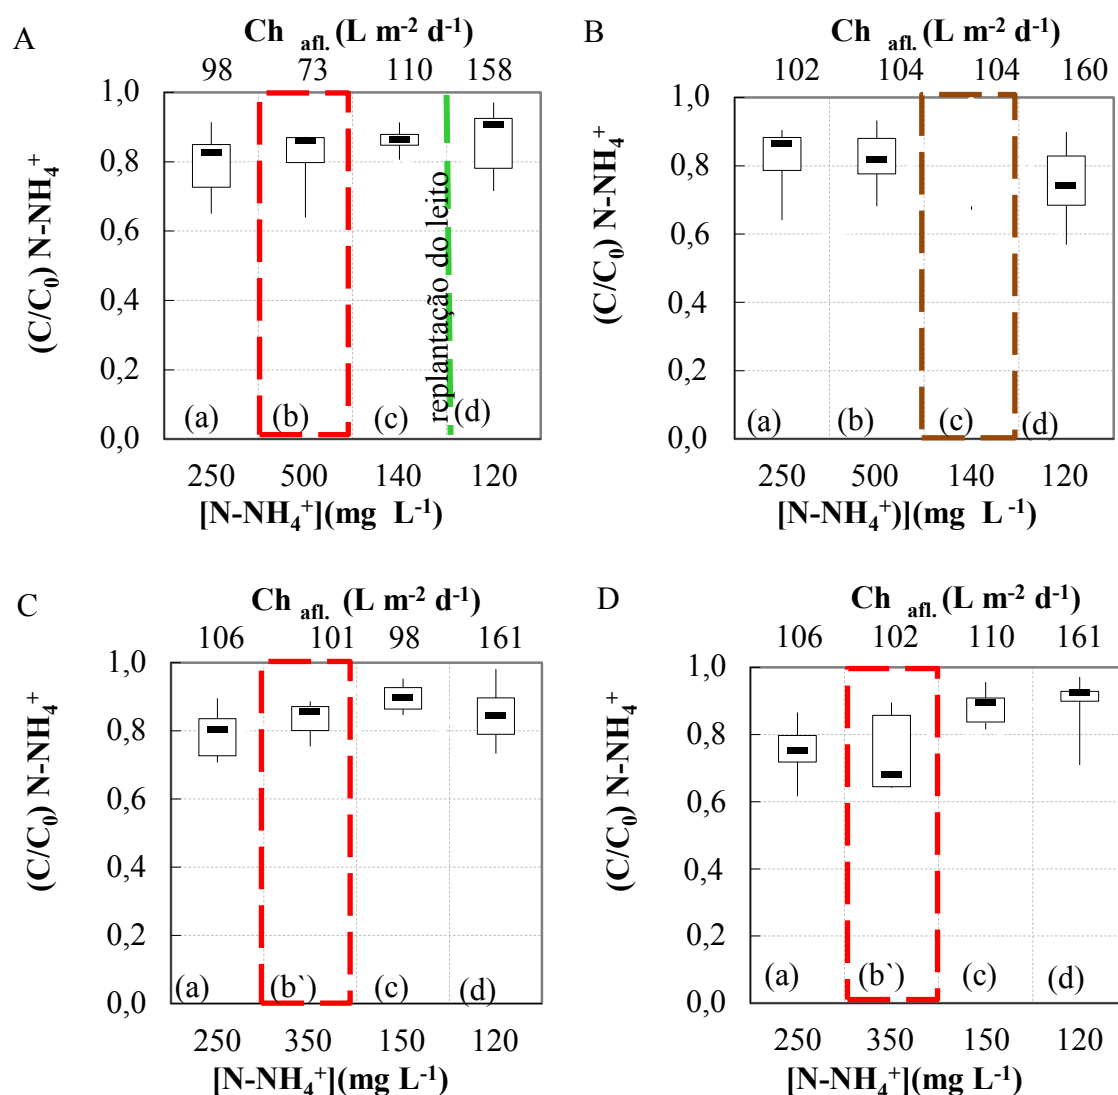 A
Ch afl. (L m-2 d-1)
98 73 110 158
1,0
0,8
0,6
0,4
0,2
0,0
(C/C0) N-NH4+
replantação do leito
(a) (b) (c) (d)
250 500 140 120
[N-NH4+](mg L-1)
B
Ch afl. (L m-2 d-1)
102 104 104 160
1,0
0,8
0,6
0,4
0,2
0,0
(C/C0) N-NH4+
(a) (b) (c) (d)
250 500 140 120
[N-NH4+)](mg L-1)
C
Ch afl. (L m-2 d-1)
106 101 98 161
1,0
0,8
0,6
0,4
0,2
0,0
(C/C0) N-NH4+
(a) (b`) (c) (d)
250 350 150 120
[N-NH4+](mg L-1)
D
Ch afl. (L m-2 d-1)
106 102 110 161
1,0
0,8
0,6
0,4
0,2
0,0
(C/C0) N-NH4+
(a) (b`) (c) (d)
250 350 150 120
[N-NH4+](mg L-1)